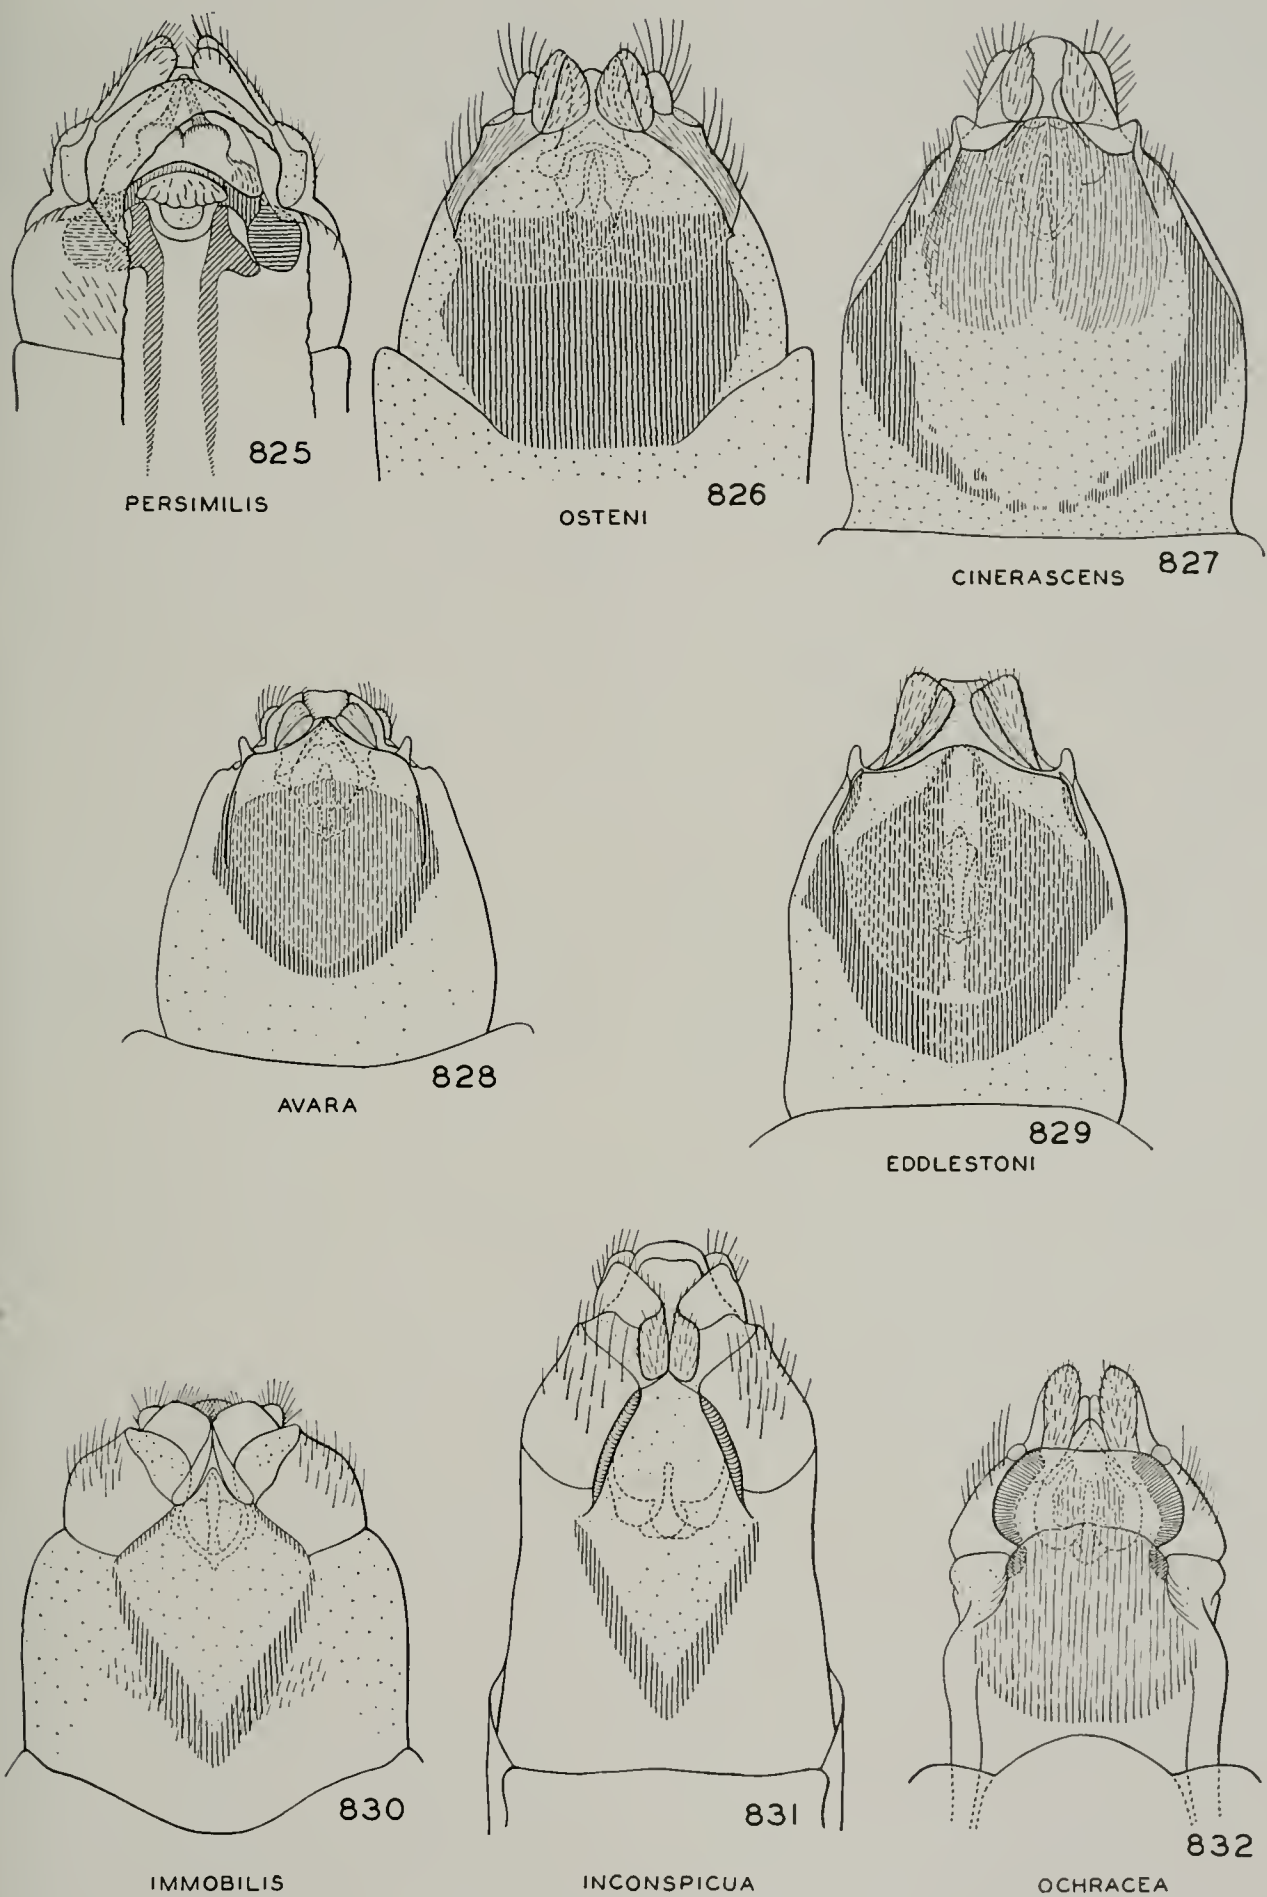 825
PERSIMILIS
826
OSTENI
827
CINERASCENS
828
AVARA
829
EDDLESTONI
830
IMMOBILIS
831
INCONSPICUA
832
OCHRACEA